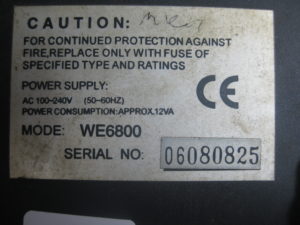 CAUTION:
FOR CONTINUED PROTECTION AGAINST
FIRE,REPLACE ONLY WITH FUSE OF
SPECIFIED TYPE AND RATINGS
POWER SUPPLY:
AC 100-240V (50-60HZ)
POWER CONSUMPTION:APPROX.12VA
CE
MODE: WE6800
SERIAL NO: 06080825